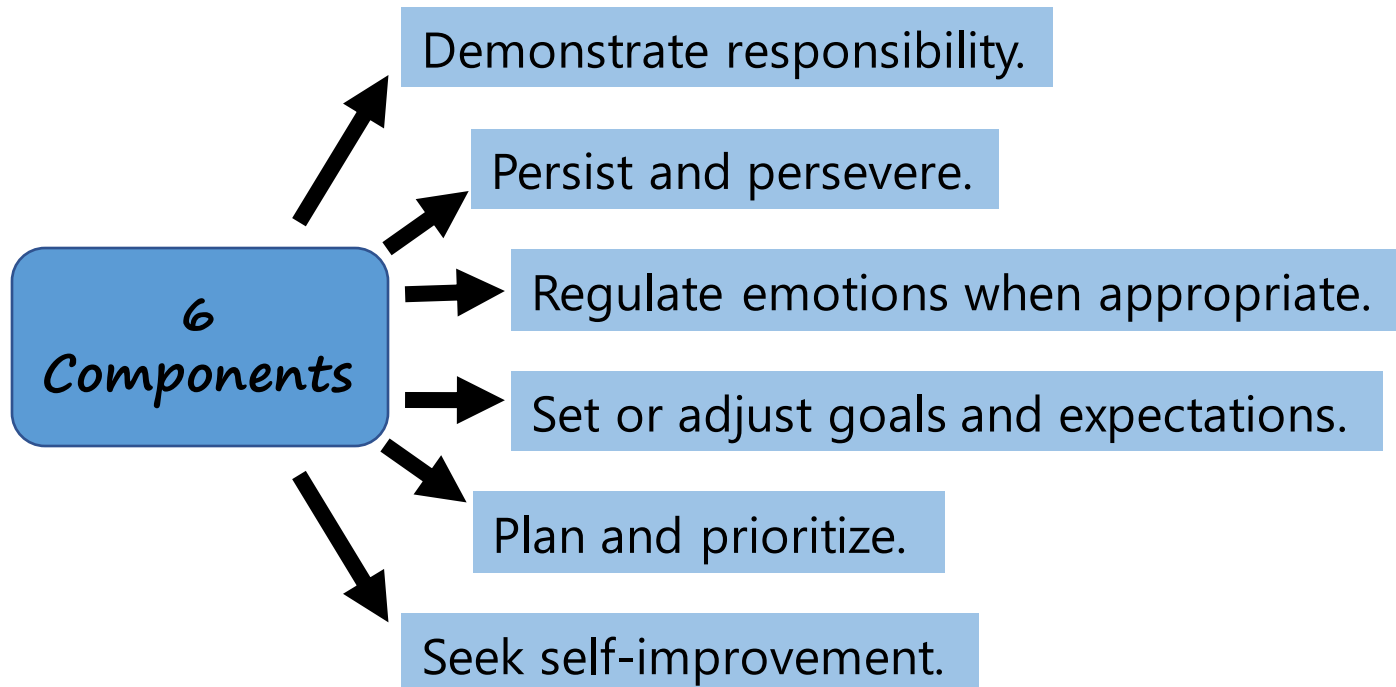 Demonstrate responsibility.
Persist and persevere.
Regulate emotions when appropriate.
6
Components
Set or adjust goals and expectations.
Plan and prioritize.
Seek self-improvement.